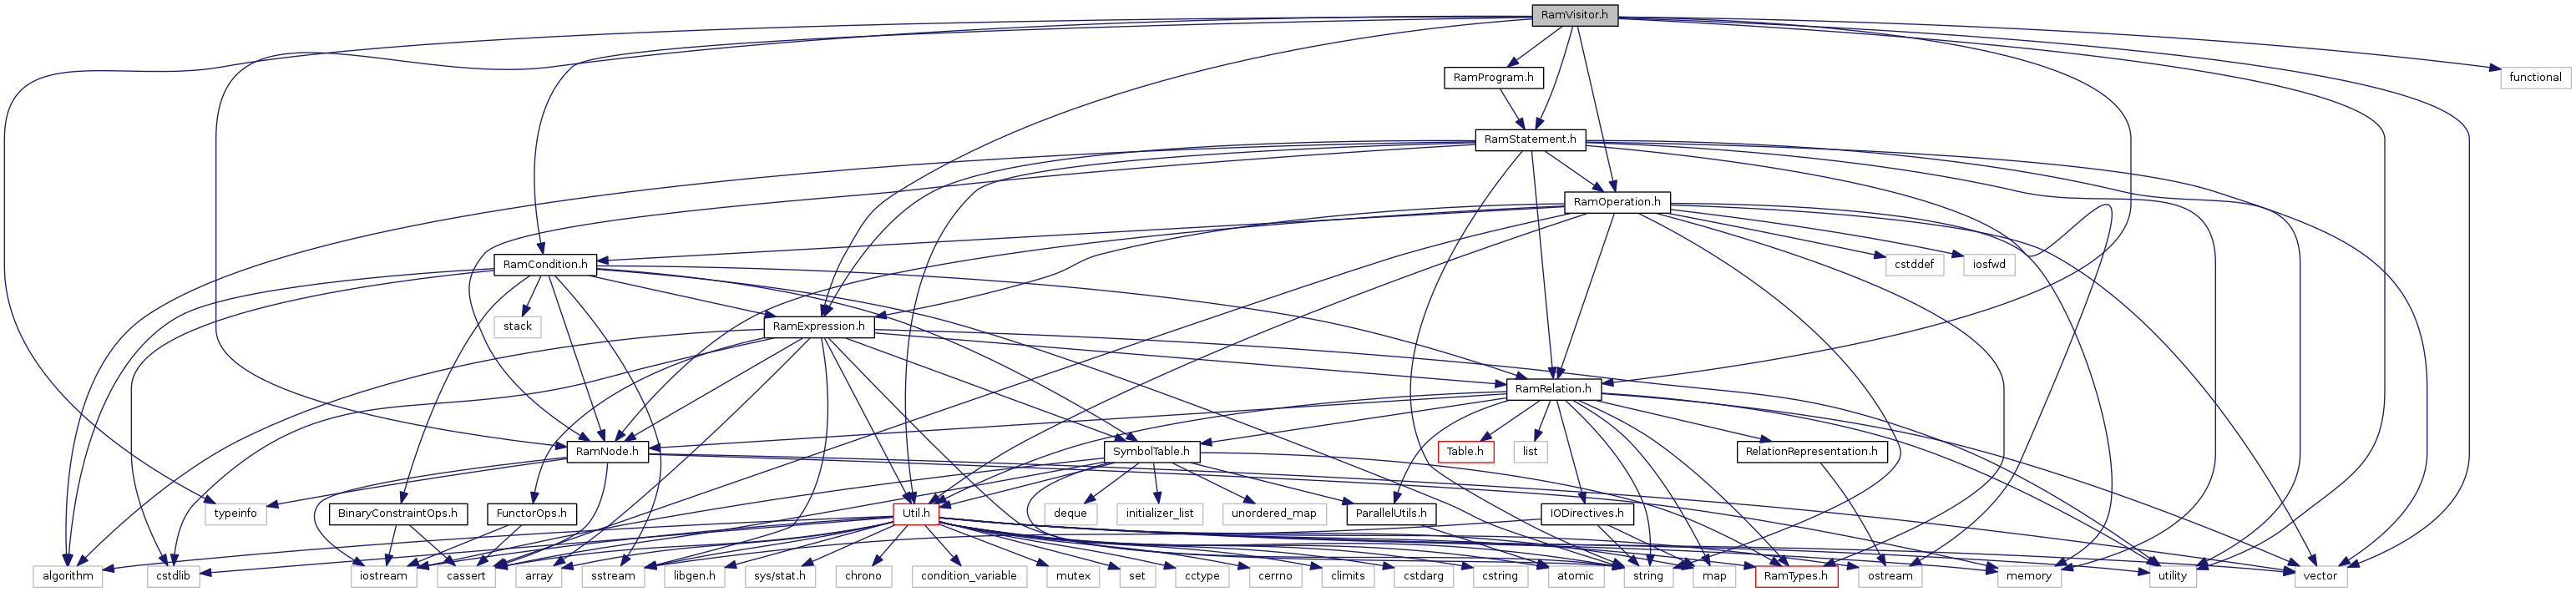 RamVisitor.h
RamProgram.h
functional
RamStatement.h
RamOperation.h
RamCondition.h
cstddef
iosfwd
stack
RamExpression.h
RamRelation.h
RamNode.h
SymbolTable.h
Table.h
list
RelationRepresentation.h
typeinfo
BinaryConstraintOps.h
FunctorOps.h
Util.h
deque
initializer_list
unordered_map
ParallelUtils.h
IODirectives.h
algorithm
cstdlib
iostream
cassert
array
sstream
libgen.h
sys/stat.h
chrono
condition_variable
mutex
set
cctype
cerrno
climits
cstdarg
cstring
atomic
string
map
RamTypes.h
ostream
memory
utility
vector